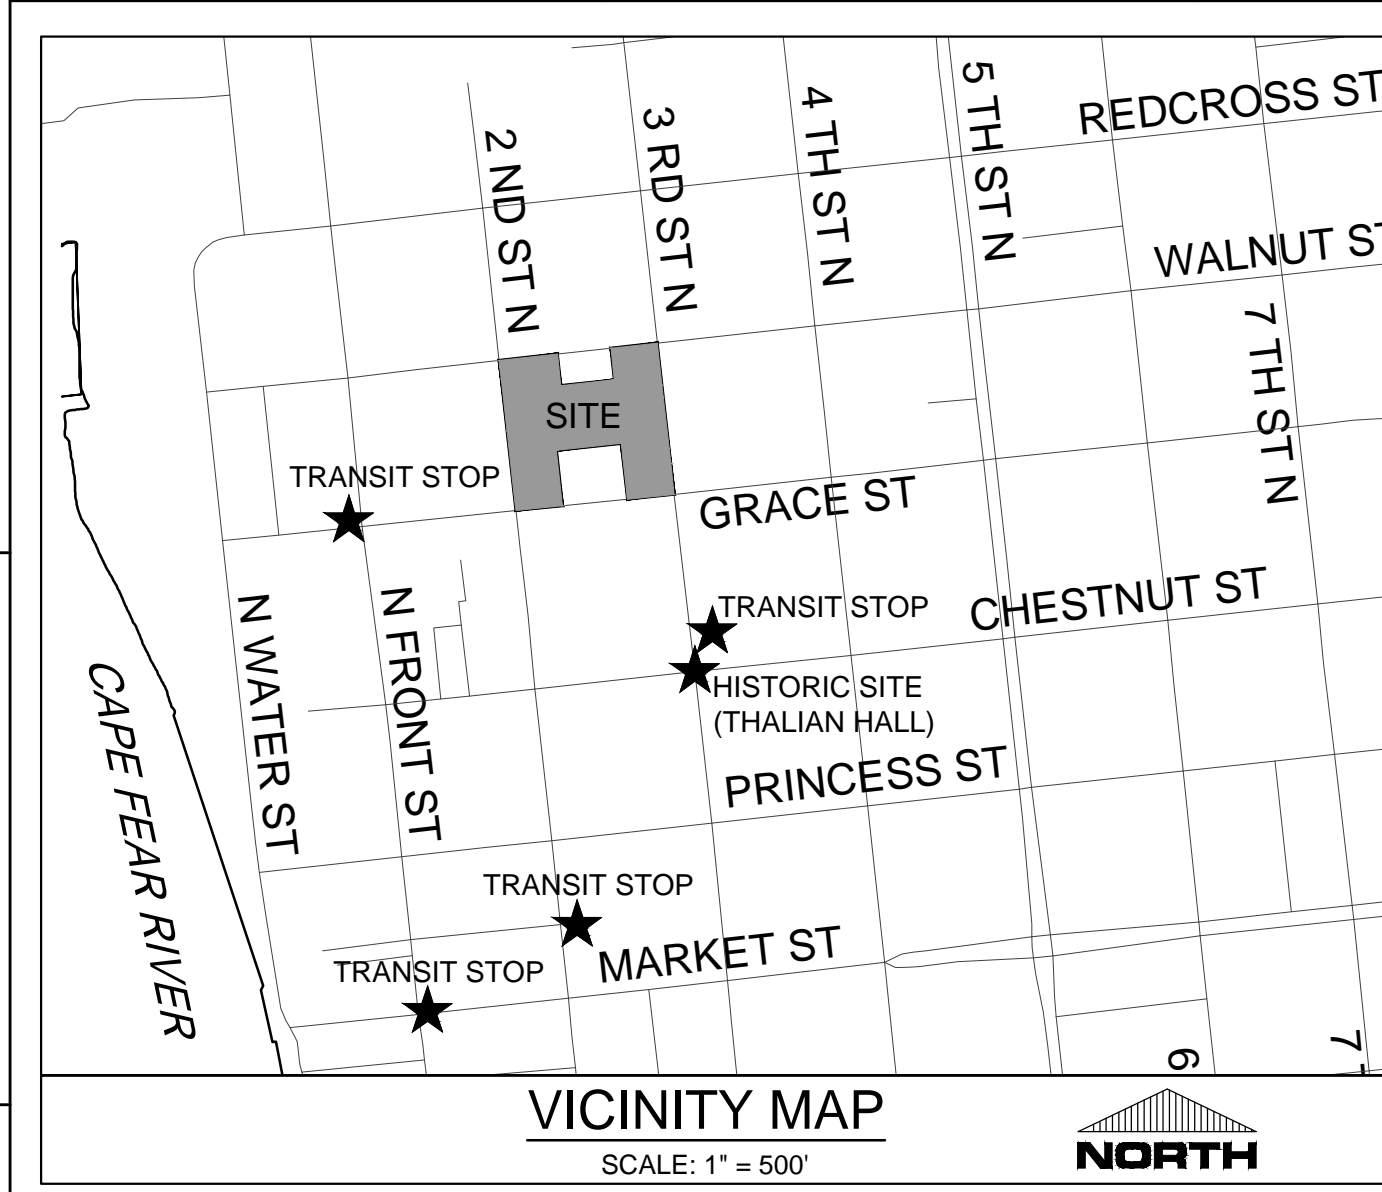 REDCROSS ST
5 TH ST N
4 TH ST N
3 RD ST N
2 ND ST N
WALNUT ST
7 TH ST N
SITE
TRANSIT STOP
GRACE ST
CHESTNUT ST
TRANSIT STOP
N WATER ST
N FRONT ST
CAPE FEAR RIVER
HISTORIC SITE
(THALIAN HALL)
PRINCESS ST
TRANSIT STOP
MARKET ST
TRANSIT STOP
6
7
VICINITY MAP
SCALE: 1" = 500'
NORTH